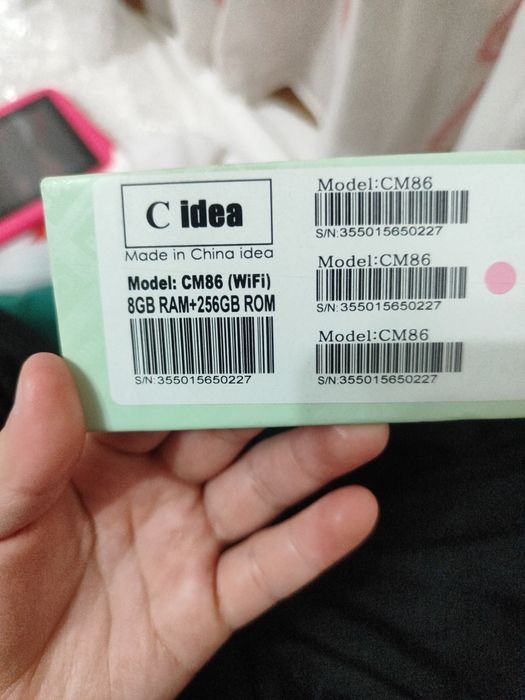 C idea
Made in China idea
Model: CM86 (WiFi)
8GB RAM+256GB ROM
S/N:355015650227
Model:CM86
S/N:355015650227
Model:CM86
S/N:355015650227
Model:CM86
S/N:355015650227